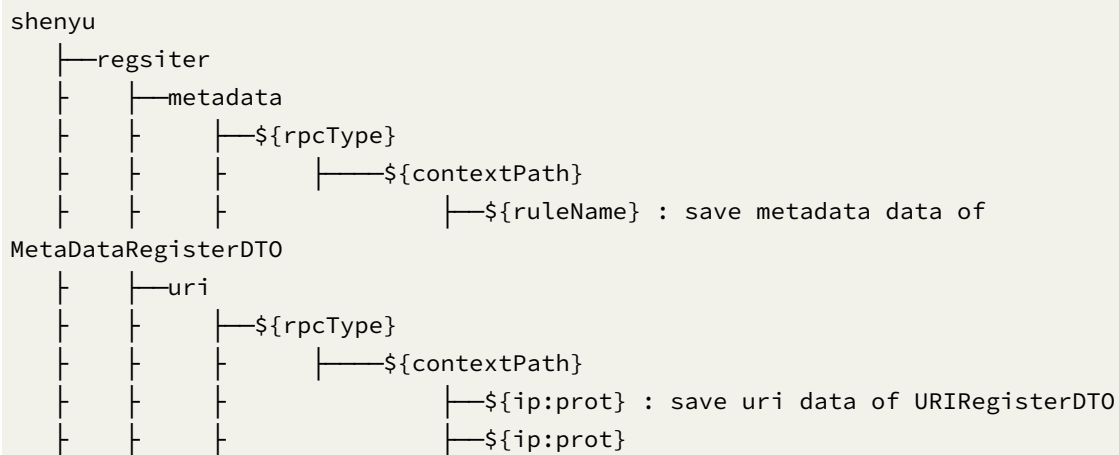 shenyu
   ├──regsiter
   ├    ├──metadata
   ├    ├     ├──${rpcType}
   ├    ├     ├      ├────${contextPath}
   ├    ├     ├               ├──${ruleName} : save metadata data of
MetaDataRegisterDTO
   ├    ├──uri
   ├    ├     ├──${rpcType}
   ├    ├     ├      ├────${contextPath}
   ├    ├     ├               ├──${ip:prot} : save uri data of URIRegisterDTO
   ├    ├     ├               ├──${ip:prot}